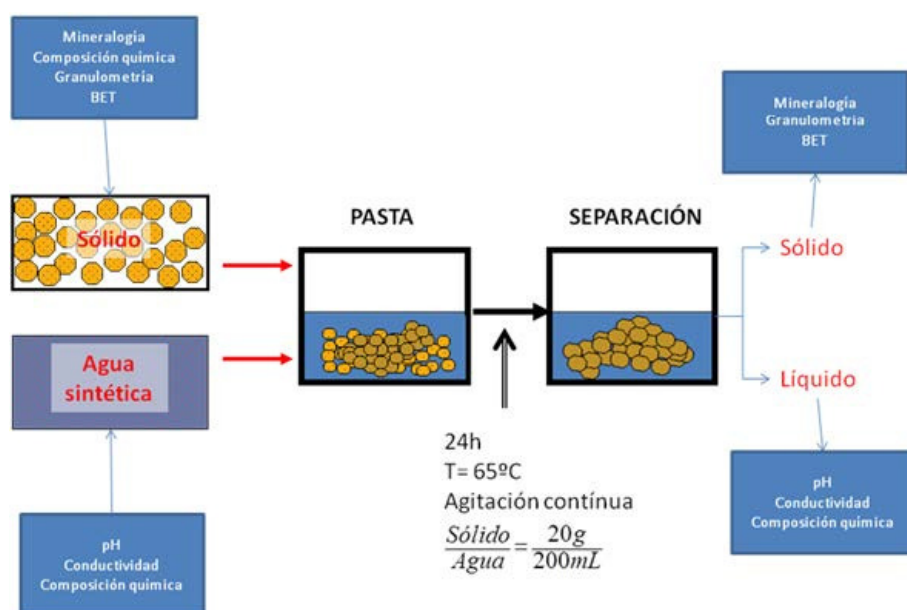 Mineralogia
Composición química
Granulometria
BET
Sólido
Agua
sintética
pH
Conductividad
Composición química
PASTA
SEPARACIÓN
24h
T= 65ºC
Agitación contínua
Sólido
Agua
=
20g
200mL
Mineralogía
Granulometria
BET
Sólido
Líquido
pH
Conductividad
Composición química